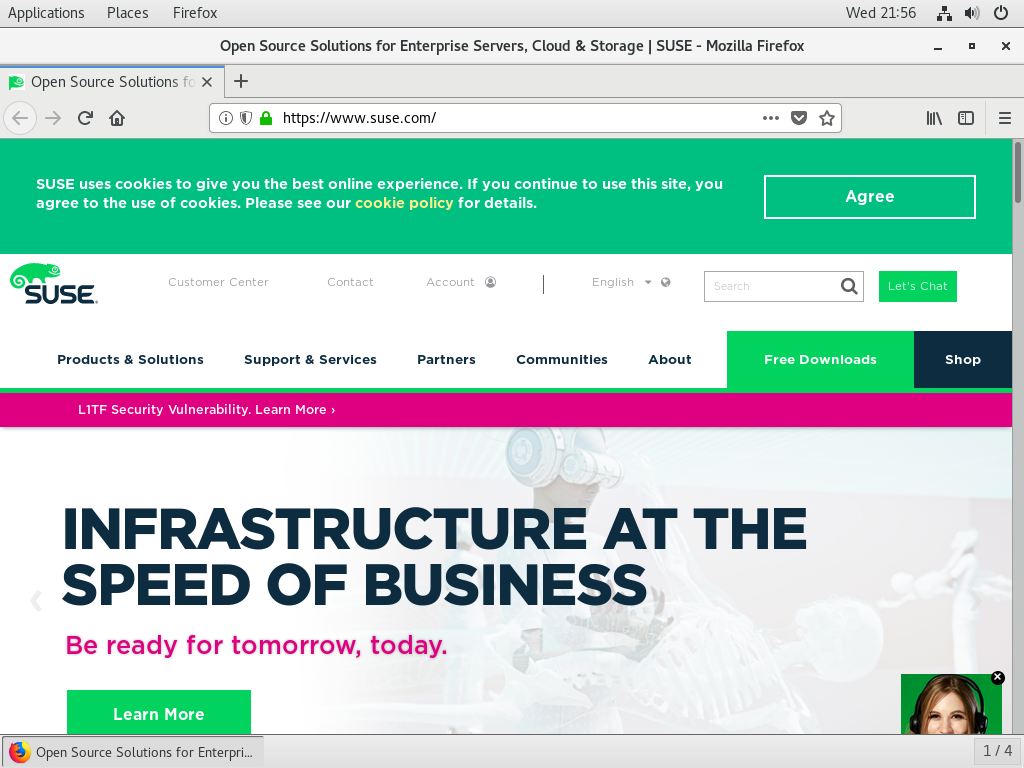 Applications Places Firefox Wed 21:56
Open Source Solutions for Enterprise Servers, Cloud & Storage | SUSE - Mozilla Firefox
Open Source Solutions fo
https://www.suse.com/
SUSE uses cookies to give you the best online experience. If you continue to use this site, you
agree to the use of cookies. Please see our cookie policy for details.
Agree
SUSE
Customer Center Contact Account English Search Let's Chat
Products & Solutions Support & Services Partners Communities About Free Downloads Shop
L1TF Security Vulnerability. Learn More ›
INFRASTRUCTURE AT THE
SPEED OF BUSINESS
Be ready for tomorrow, today.
Learn More
Open Source Solutions for Enterpri... 1 / 4